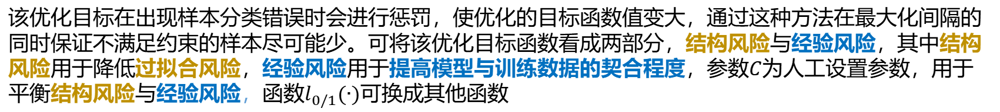 该优化目标在出现样本分类错误时会进行惩罚，使优化的目标函数值变大，通过这种方法在最大化间隔的
同时保证不满足约束的样本尽可能少。可将该优化目标函数看成两部分，结构风险与经验风险，其中结构
风险用于降低过拟合风险，经验风险用于提高模型与训练数据的契合程度，参数𝐶为人工设置参数，用于
平衡结构风险与经验风险，函数𝑙0/1(·)可换成其他函数